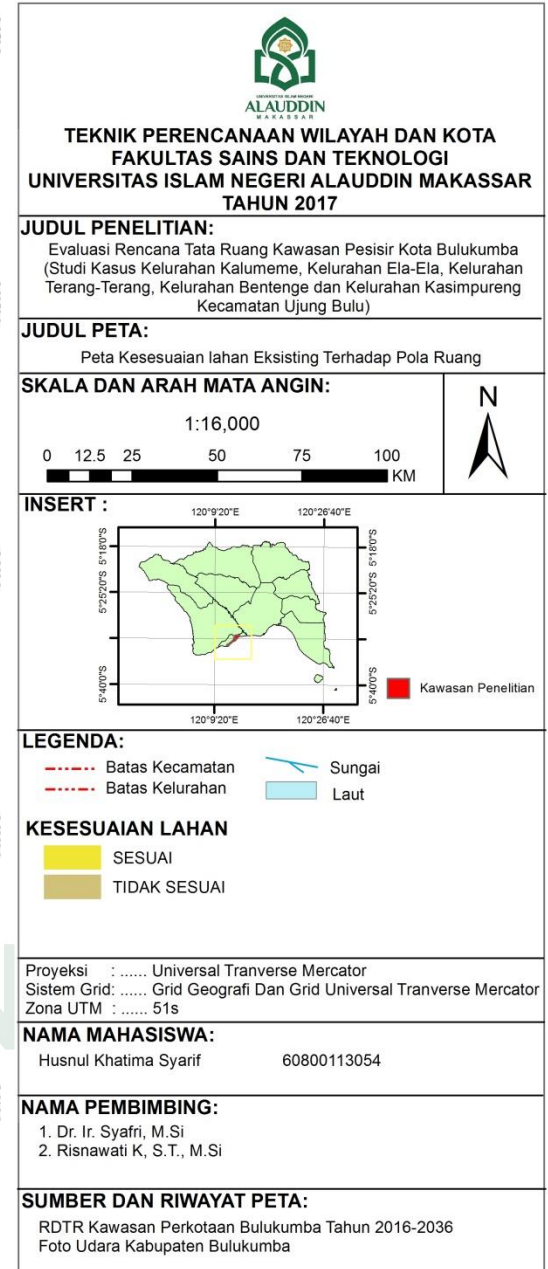 UNIVERSITAS ISLAM NEGERI
ALAUDDIN
MAKASSAR
TEKNIK PERENCANAAN WILAYAH DAN KOTA
FAKULTAS SAINS DAN TEKNOLOGI
UNIVERSITAS ISLAM NEGERI ALAUDDIN MAKASSAR
TAHUN 2017
JUDUL PENELITIAN:
Evaluasi Rencana Tata Ruang Kawasan Pesisir Kota Bulukumba
(Studi Kasus Kelurahan Kalumeme, Kelurahan Ela-Ela, Kelurahan
Terang-Terang, Kelurahan Bentenge dan Kelurahan Kasimpureng
Kecamatan Ujung Bulu)
JUDUL PETA:
Peta Kesesuaian lahan Eksisting Terhadap Pola Ruang
SKALA DAN ARAH MATA ANGIN:
N
1:16,000
0 12.5 25 50 75 100
KM
INSERT :
120°9'20"E 120°26'40"E
5°18'0"S 5°18'0"S
5°25'20"S 5°25'20"S
5°40'0"S 5°40'0"S
Kawasan Penelitian
120°9'20"E 120°26'40"E
LEGENDA:
Batas Kecamatan Sungai
Batas Kelurahan Laut
KESESUAIAN LAHAN
SESUAI
TIDAK SESUAI
Proyeksi : ...... Universal Tranverse Mercator
Sistem Grid: ...... Grid Geografi Dan Grid Universal Tranverse Mercator
Zona UTM : ...... 51s
NAMA MAHASISWA:
Husnul Khatima Syarif 60800113054
NAMA PEMBIMBING:
1. Dr. Ir. Syafri, M.Si
2. Risnawati K, S.T., M.Si
SUMBER DAN RIWAYAT PETA:
RDTR Kawasan Perkotaan Bulukumba Tahun 2016-2036
Foto Udara Kabupaten Bulukumba